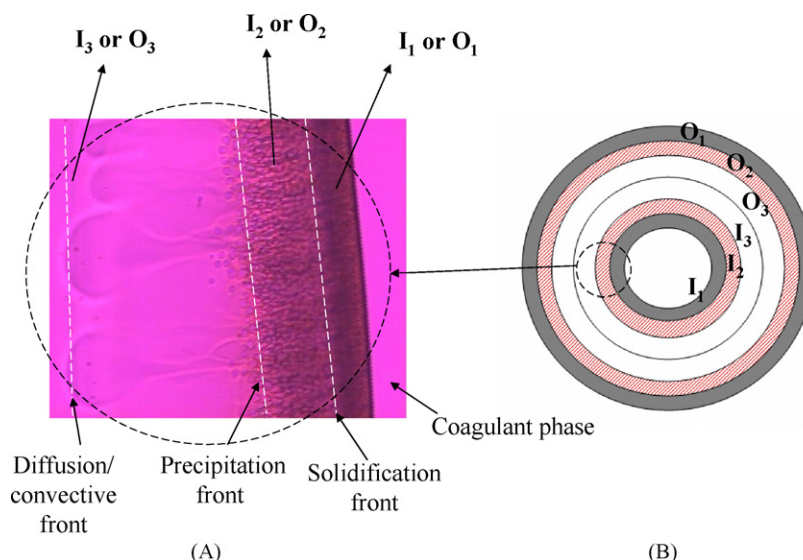 I₃ or O₃
I₂ or O₂
I₁ or O₁
O₁
O₂
O₃
I₃
I₂
I₁
Coagulant phase
Diffusion/
convective
front
Precipitation
front
Solidification
front
(A)
(B)